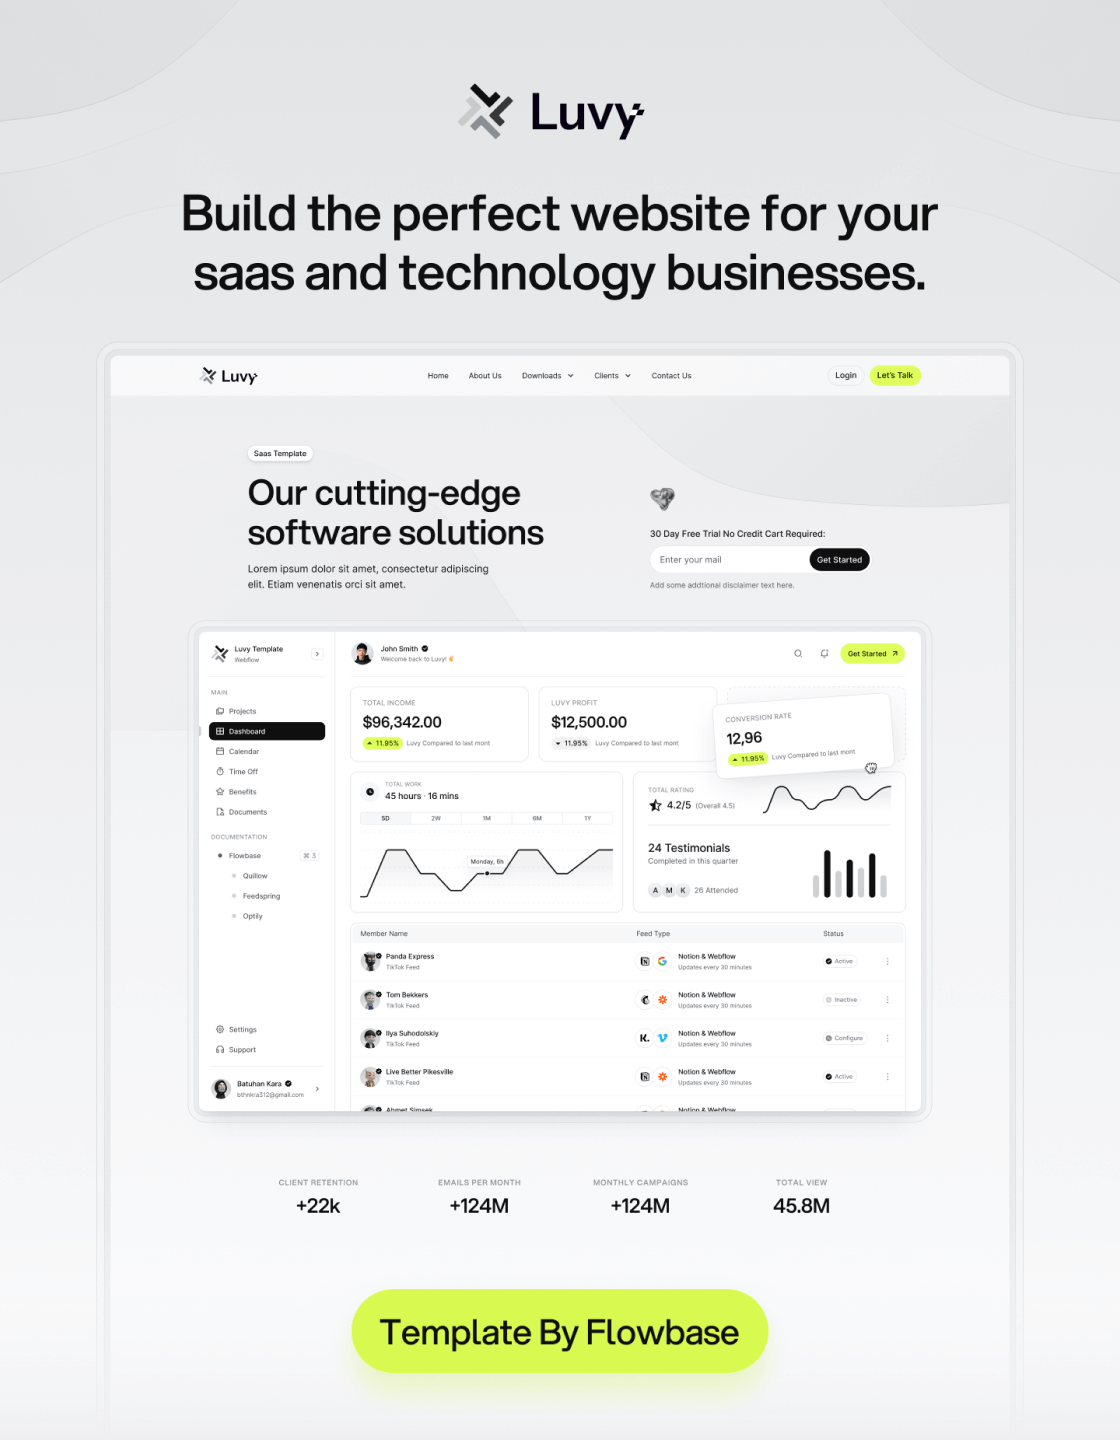 Luvy
Build the perfect website for your
saas and technology businesses.
Luvy
Home
About Us
Downloads
Clients
Contact Us
Login
Let's Talk
Saas Template
Our cutting-edge
software solutions
Lorem ipsum dolor sit amet, consectetur adipiscing
elit. Etiam venenatis orci sit amet.
30 Day Free Trial No Credit Cart Required:
Enter your mail
Get Started
Add some addtional disclaimer text here.
Luvy Template
Webflow
MAIN
Projects
Dashboard
Calendar
Time Off
Benefits
Documents
DOCUMENTATION
Flowbase
⌘ 3
Quillow
Feedspring
Optily
Settings
Support
Batuhan Kara
bthnkra312@gmail.com
John Smith
Welcome back to Luvy! ✌
Get Started
TOTAL INCOME
$96,342.00
11.95%
Luvy Compared to last mont
LUVY PROFIT
$12,500.00
11.95%
Luvy Compared to last mont
CONVERSION RATE
12,96
11.95%
Luvy Compared to last mont
TOTAL WORK
45 hours · 16 mins
5D
2W
1M
6M
1Y
Monday, 6h
TOTAL RATING
4.2/5 (Overall 4.5)
24 Testimonials
Completed in this quarter
A M K 26 Attended
Member Name
Feed Type
Status
Panda Express
TikTok Feed
Notion & Webflow
Updates every 30 minutes
Active
Tom Bekkers
TikTok Feed
Notion & Webflow
Updates every 30 minutes
Inactive
Ilya Suhodolskiy
TikTok Feed
K.
Notion & Webflow
Updates every 30 minutes
Configure
Live Better Pikesville
TikTok Feed
Notion & Webflow
Updates every 30 minutes
Active
Ahmet Simsek
Notion & Webflow
CLIENT RETENTION
+22k
EMAILS PER MONTH
+124M
MONTHLY CAMPAIGNS
+124M
TOTAL VIEW
45.8M
Template By Flowbase